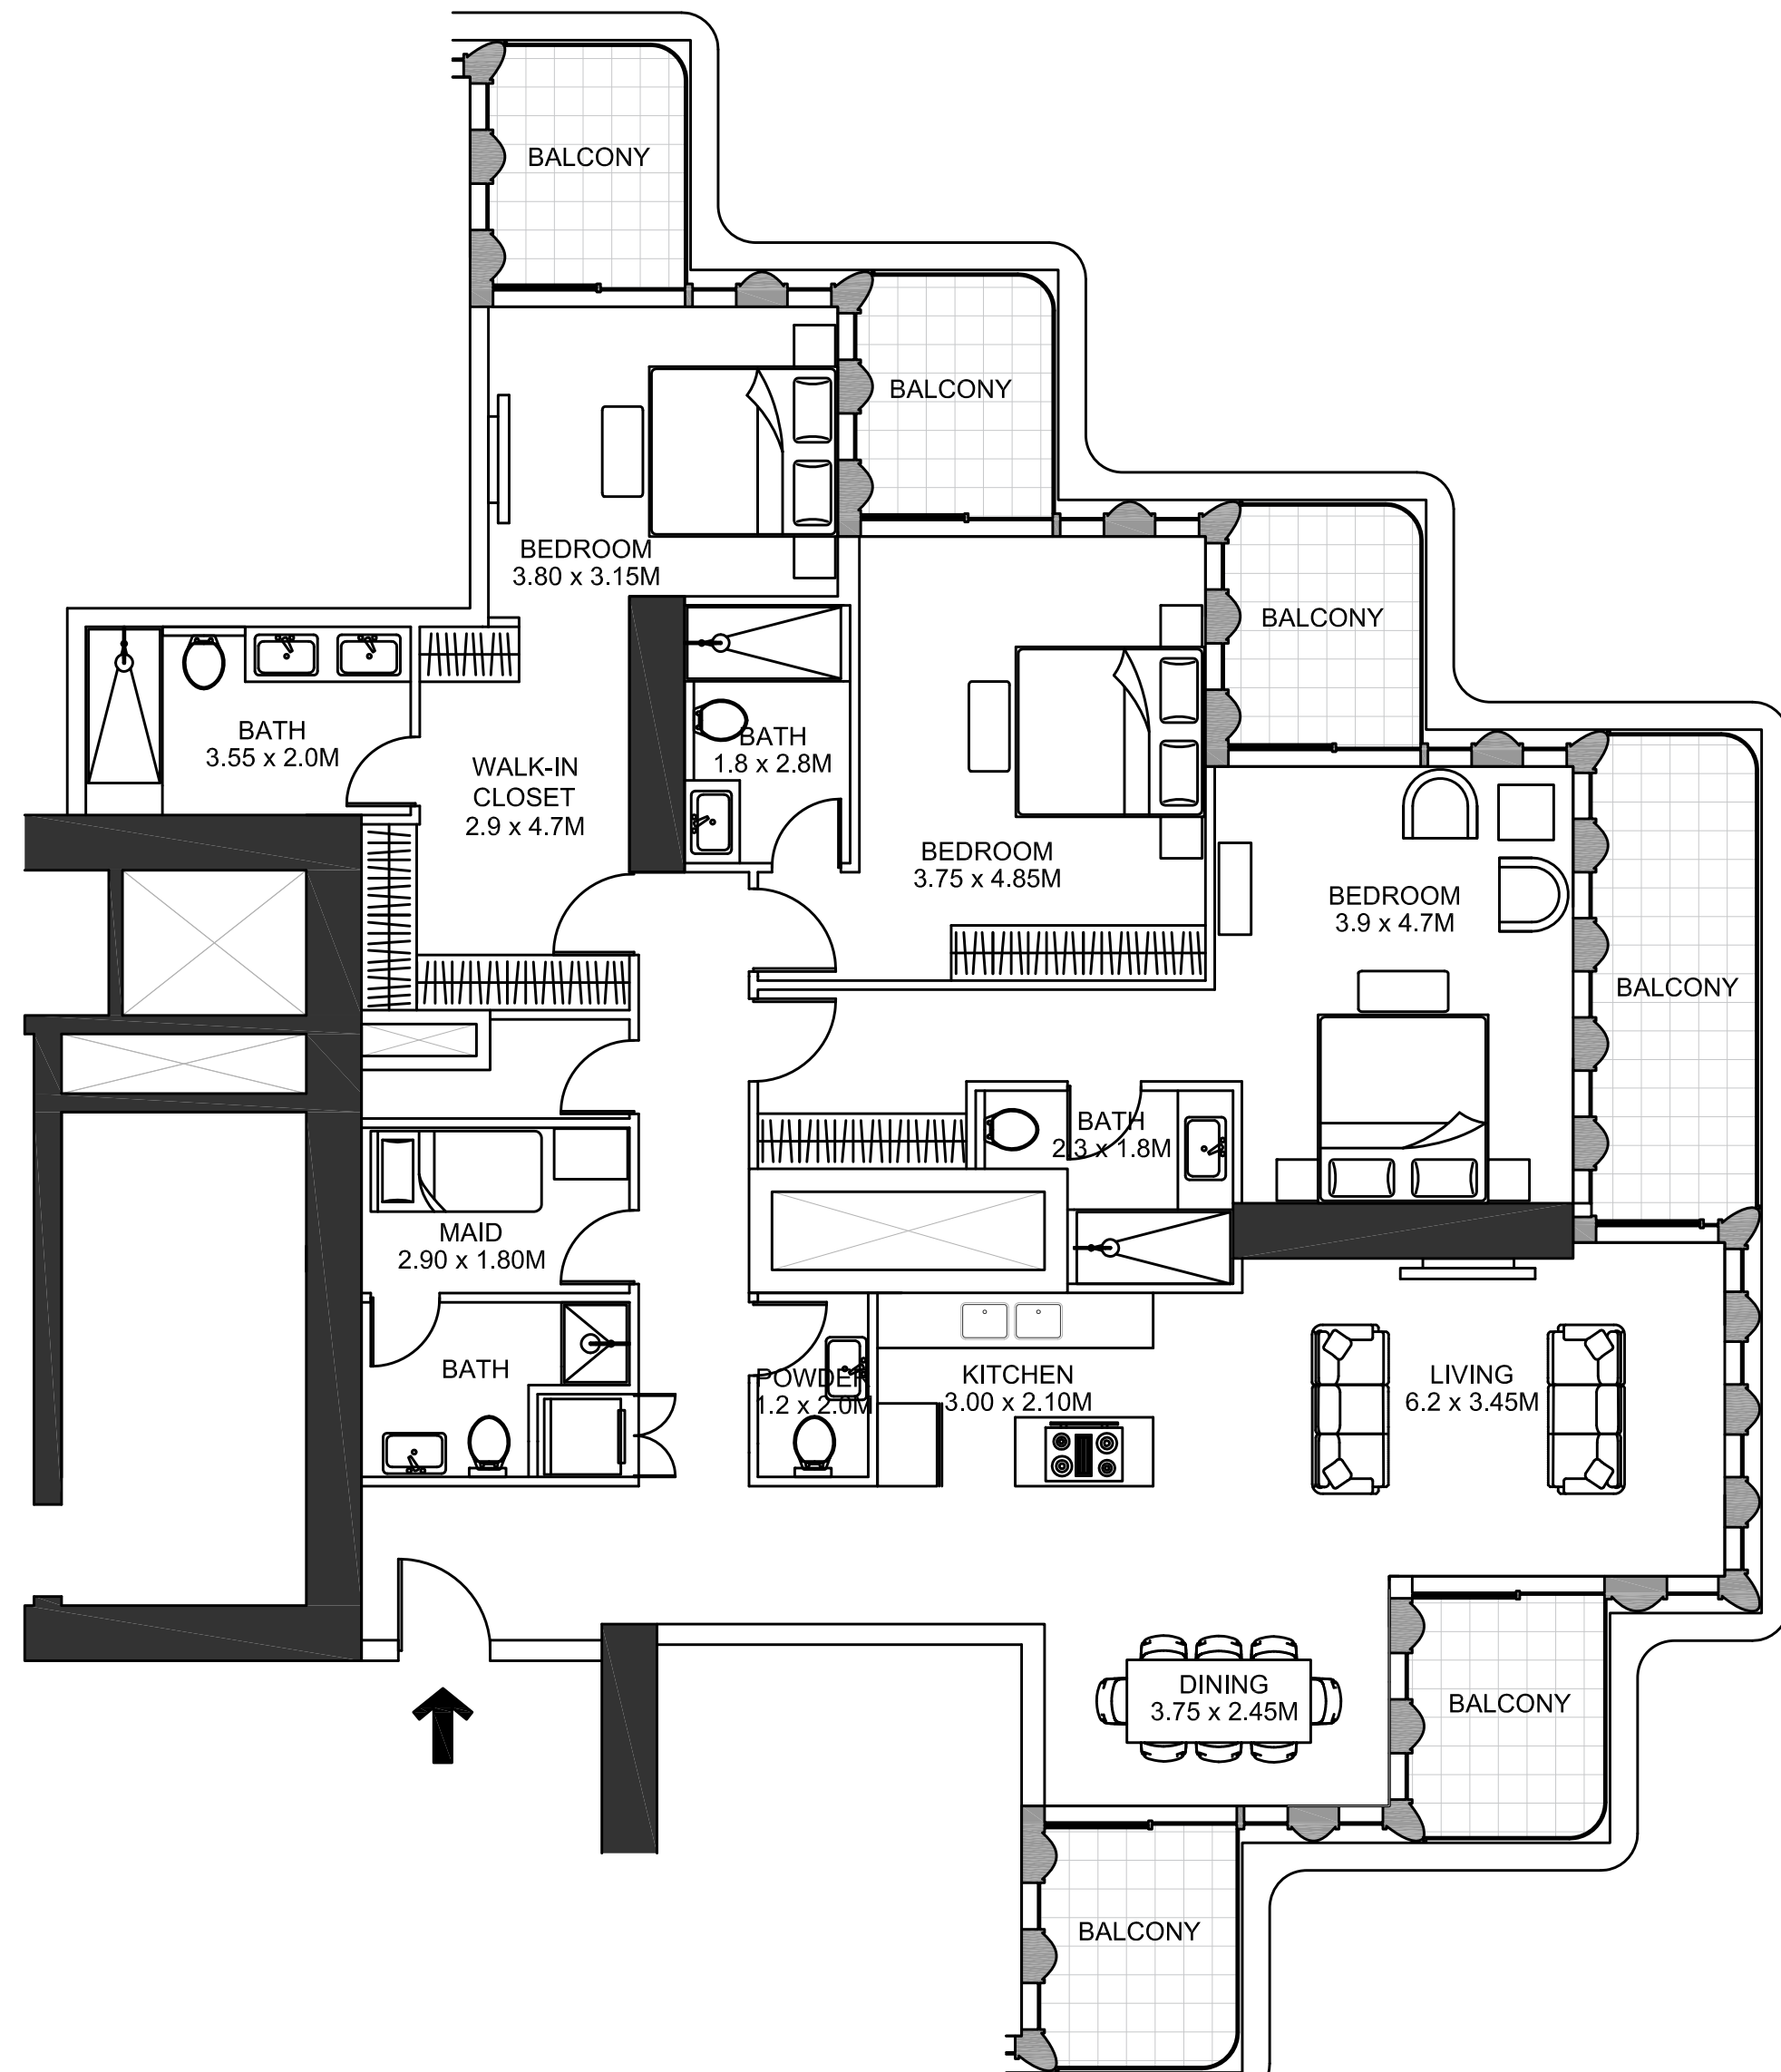 BALCONY
BALCONY
BEDROOM
3.80 x 3.15M
BALCONY
BATH
3.55 x 2.0M
BATH
1.8 x 2.8M
WALK-IN
CLOSET
2.9 x 4.7M
BEDROOM
3.75 x 4.85M
BEDROOM
3.9 x 4.7M
BALCONY
BATH
2.3 x 1.8M
MAID
2.90 x 1.80M
BATH
POWDER
1.2 x 2.0M
KITCHEN
3.00 x 2.10M
LIVING
6.2 x 3.45M
DINING
3.75 x 2.45M
BALCONY
BALCONY